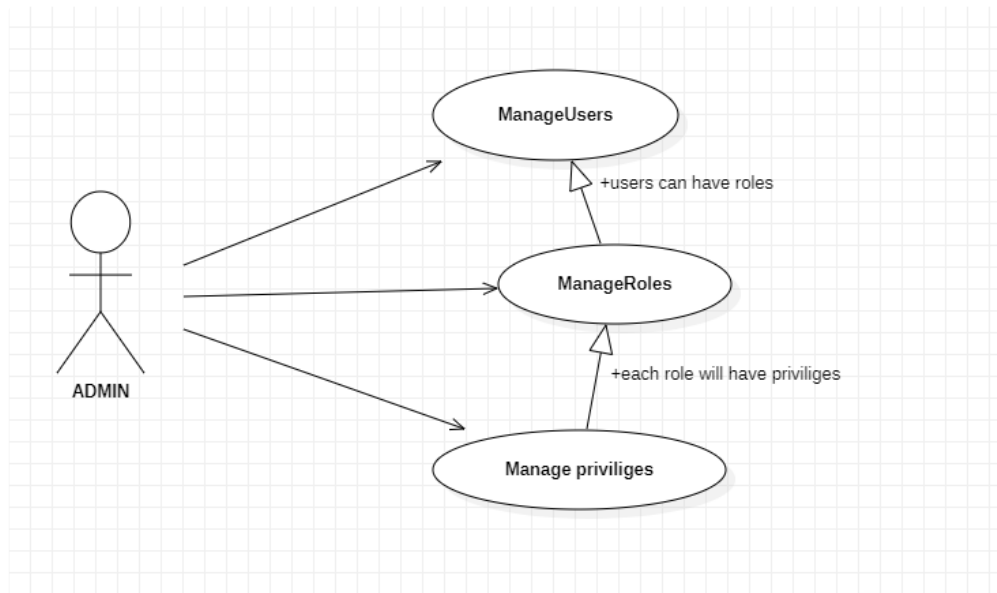 ManageUsers
+users can have roles
ManageRoles
+each role will have priviliges
ADMIN
Manage priviliges